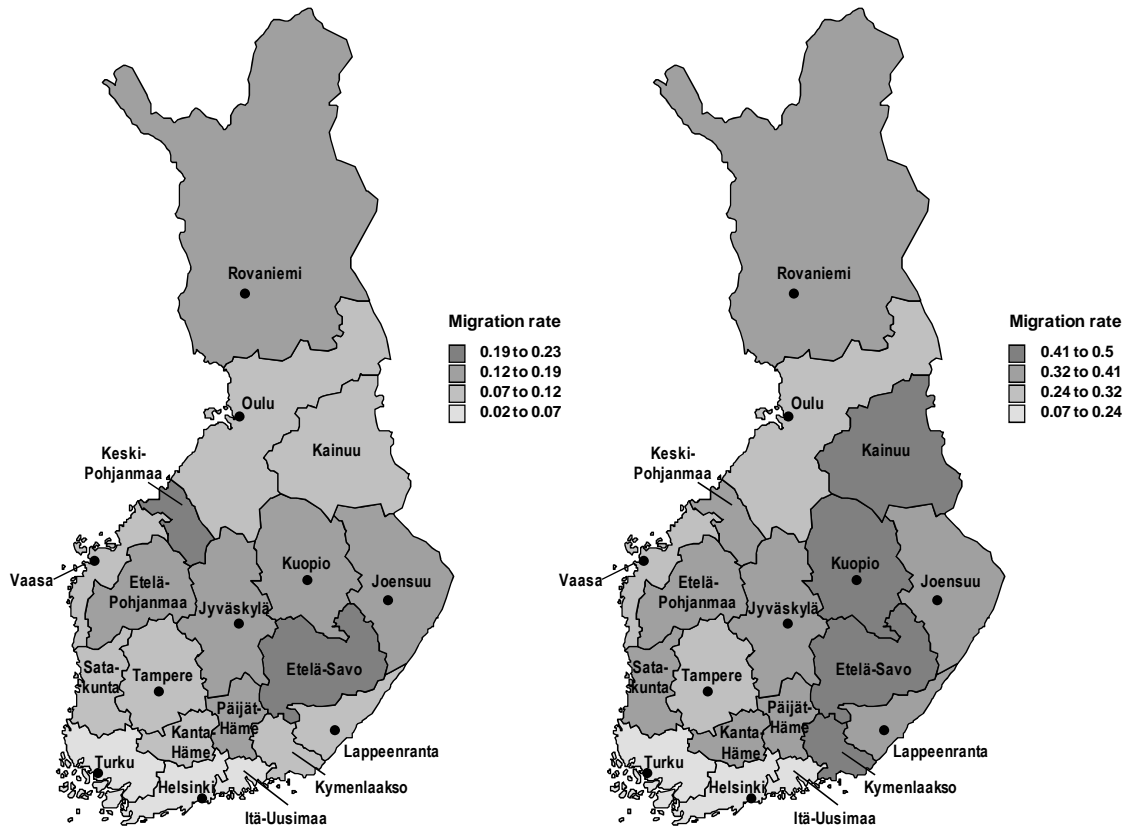 Rovaniemi
Migration rate
0.19 to 0.23
0.12 to 0.19
0.07 to 0.12
0.02 to 0.07
Oulu
Kainuu
Keski-
Pohjanmaa
Vaasa
Etelä-
Pohjanmaa
Kuopio
Joensuu
Jyväskylä
Sata-
skunta
Tampere
Etelä-Savo
Päijät-
Häme
Kanta-
Häme
Lappeenranta
Turku
Helsinki
Kymenlaakso
Itä-Uusimaa
Rovaniemi
Migration rate
0.41 to 0.5
0.32 to 0.41
0.24 to 0.32
0.07 to 0.24
Oulu
Kainuu
Keski-
Pohjanmaa
Vaasa
Etelä-
Pohjanmaa
Kuopio
Joensuu
Jyväskylä
Sata-
skunta
Tampere
Etelä-Savo
Päijät-
Häme
Kanta-
Häme
Lappeenranta
Turku
Helsinki
Kymenlaakso
Itä-Uusimaa